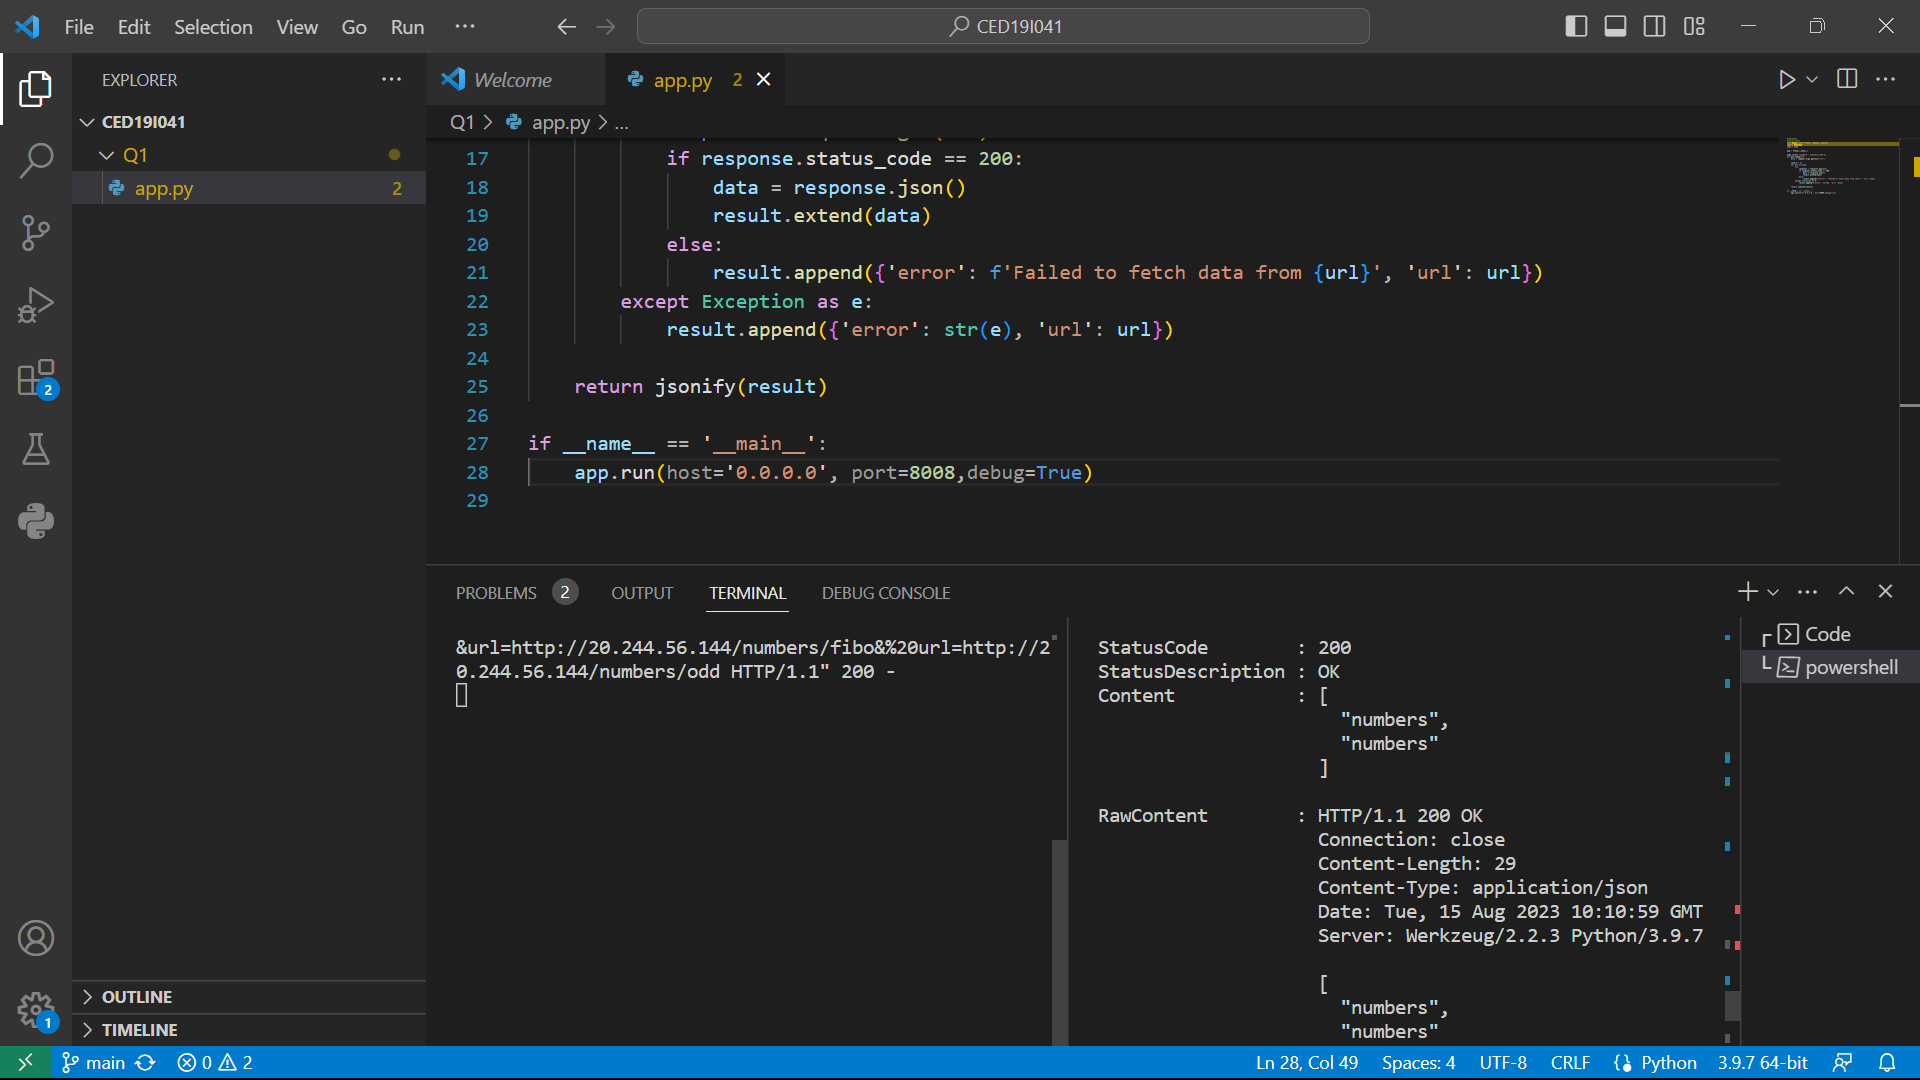 File Edit Selection View Go Run ···
CED19I041
EXPLORER
CED19I041
Q1
app.py 2
2
1
OUTLINE
TIMELINE
Welcome
app.py 2
Q1 > app.py > ...
17 if response.status_code == 200:
18 data = response.json()
19 result.extend(data)
20 else:
21 result.append({'error': f'Failed to fetch data from {url}', 'url': url})
22 except Exception as e:
23 result.append({'error': str(e), 'url': url})
24
25 return jsonify(result)
26
27 if __name__ == '__main__':
28 app.run(host='0.0.0.0', port=8008,debug=True)
29
PROBLEMS 2 OUTPUT TERMINAL DEBUG CONSOLE
&url=http://20.244.56.144/numbers/fibo&%20url=http://2
0.244.56.144/numbers/odd HTTP/1.1" 200 -
StatusCode : 200
StatusDescription : OK
Content : [
"numbers",
"numbers"
]
RawContent : HTTP/1.1 200 OK
Connection: close
Content-Length: 29
Content-Type: application/json
Date: Tue, 15 Aug 2023 10:10:59 GMT
Server: Werkzeug/2.2.3 Python/3.9.7
[
"numbers",
"numbers"
Code
powershell
main 0 2 Ln 28, Col 49 Spaces: 4 UTF-8 CRLF Python 3.9.7 64-bit